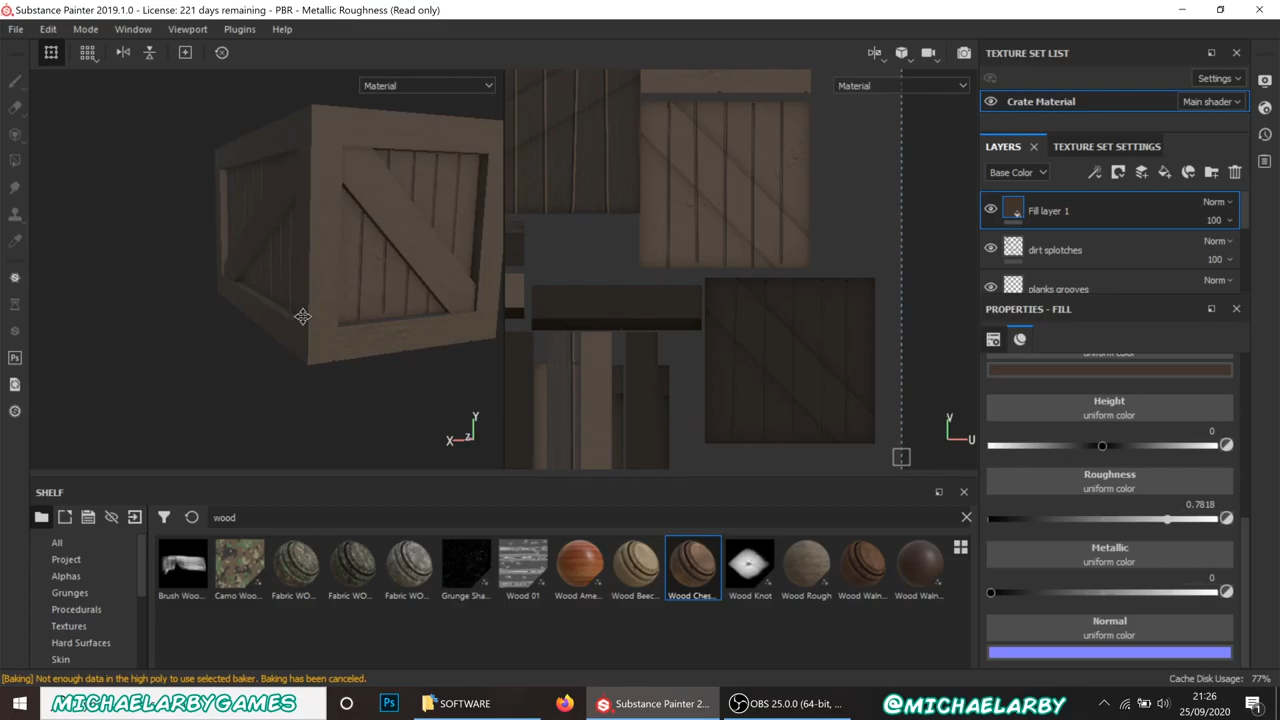 Substance Painter 2019.1.0 - License: 221 days remaining - PBR - Metallic Roughness (Read only)
File Edit Mode Window Viewport Plugins Help
TEXTURE SET LIST
Settings
Material
Material
Crate Material
Main shader
LAYERS
TEXTURE SET SETTINGS
Base Color
Fill layer 1
Norm
100
dirt splotches
Norm
100
planks grooves
Norm
PROPERTIES - FILL
uniform color
Height
uniform color
0
Roughness
uniform color
0.7818
Metallic
uniform color
0
Normal
uniform color
Y
X
Z
V
U
Ps
SHELF
wood
All
Project
Alphas
Grunges
Procedurals
Textures
Hard Surfaces
Skin
Brush Woo... Camo Woo... Fabric WO... Fabric WO... Fabric WO... Grunge Sha... Wood 01 Wood Ame... Wood Beec... Wood Ches... Wood Knot Wood Rough Wood Waln... Wood Waln...
[Baking] Not enough data in the high poly to use selected baker. Baking has been canceled.
Cache Disk Usage: 77%
MICHAELARBYGAMES
Ps
SOFTWARE
Substance Painter 2...
OBS 25.0.0 (64-bit, ...
@MICHAELARBY
21:26
25/09/2020
1